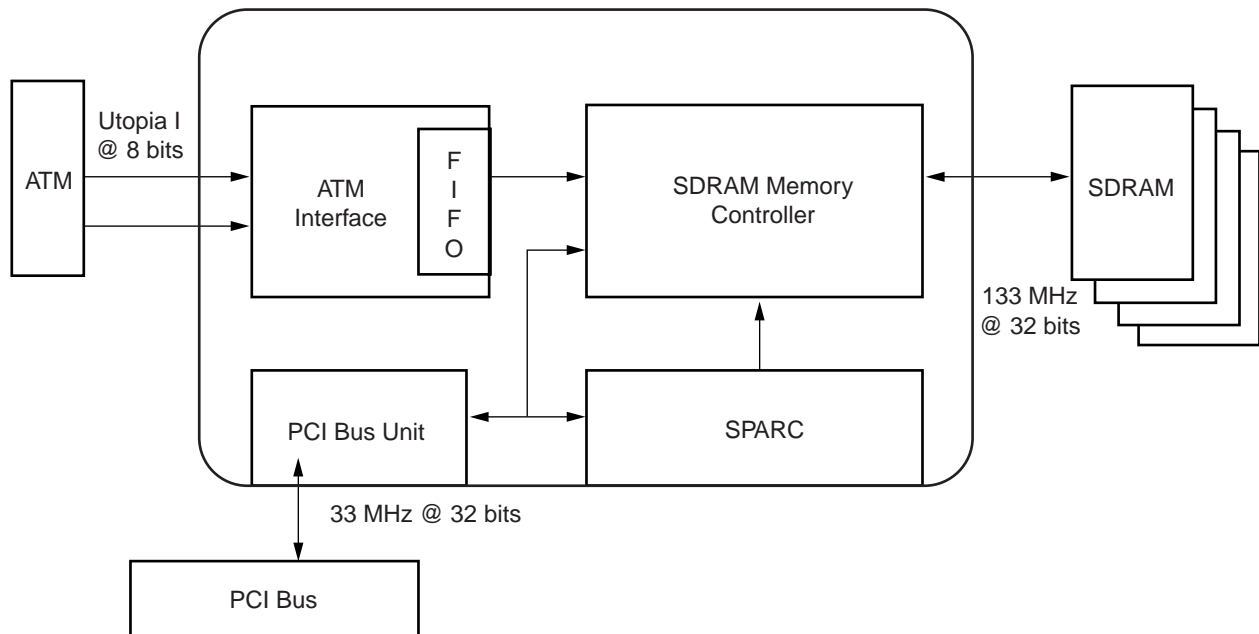 Utopia I
@ 8 bits
ATM
ATM
Interface
F
I
F
O
SDRAM Memory
Controller
SDRAM
133 MHz
@ 32 bits
PCI Bus Unit
SPARC
33 MHz @ 32 bits
PCI Bus